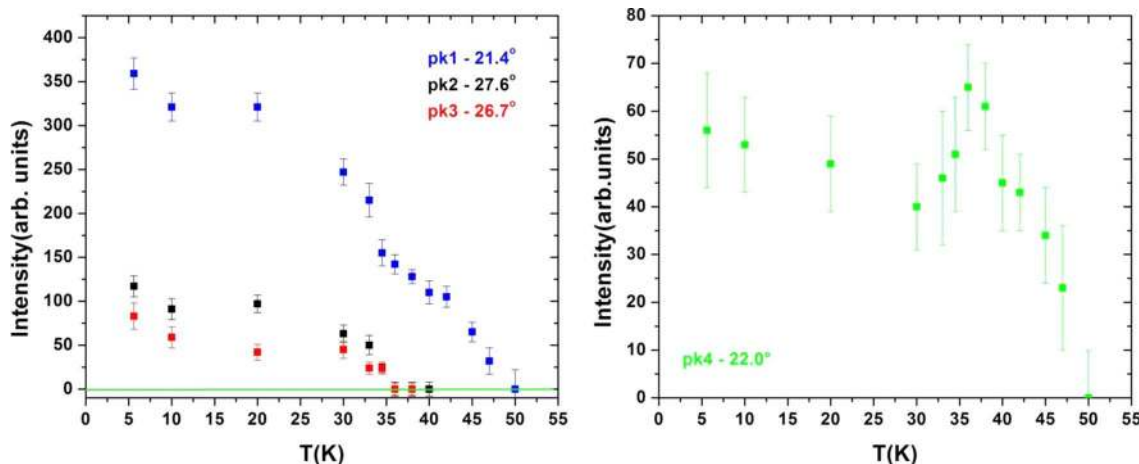 400
350
300
250
200
150
100
50
0
Intensity(arb. units)
pk1 - 21.4°
pk2 - 27.6°
pk3 - 26.7°
0 5 10 15 20 25 30 35 40 45 50 55
T(K)
80
70
60
50
40
30
20
10
0
Intensity(arb.units)
pk4 - 22.0°
0 5 10 15 20 25 30 35 40 45 50 55
T(K)